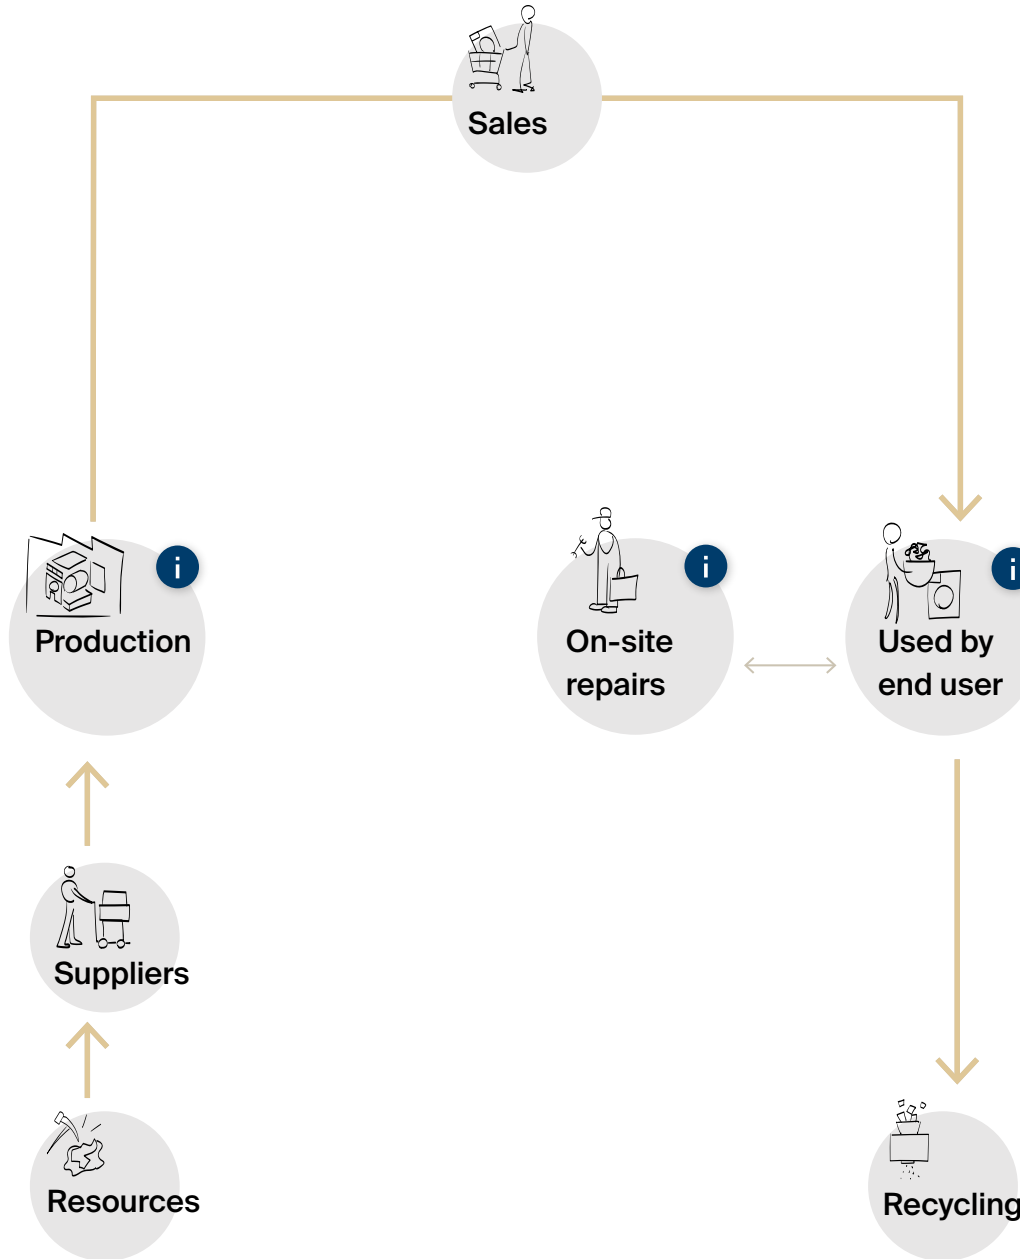 Sales
i
Production
i
On-site
repairs
i
Used by
end user
Suppliers
Resources
Recycling